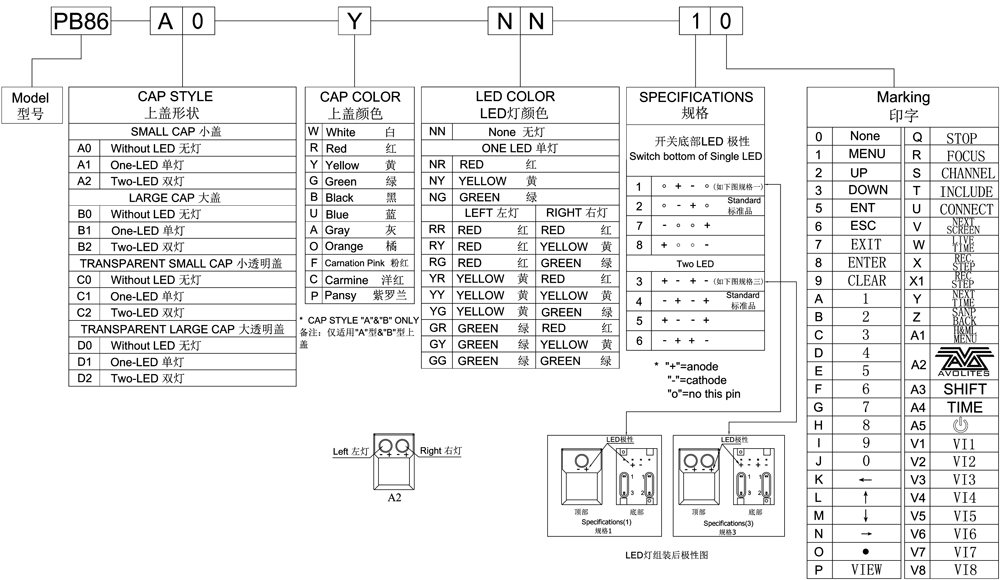 PB86 A 0 Y N N 1 0
Model
型号
CAP STYLE
上盖形状
SMALL CAP 小盖
A0 Without LED 无灯
A1 One-LED 单灯
A2 Two-LED 双灯
LARGE CAP 大盖
B0 Without LED 无灯
B1 One-LED 单灯
B2 Two-LED 双灯
TRANSPARENT SMALL CAP 小透明盖
C0 Without LED 无灯
C1 One-LED 单灯
C2 Two-LED 双灯
TRANSPARENT LARGE CAP 大透明盖
D0 Without LED 无灯
D1 One-LED 单灯
D2 Two-LED 双灯
CAP COLOR
上盖颜色
W White 白
R Red 红
Y Yellow 黄
G Green 绿
B Black 黑
U Blue 蓝
A Gray 灰
O Orange 橘
F Carnation Pink 粉红
C Carmine 洋红
P Pansy 紫罗兰
* CAP STYLE "A"&"B" ONLY
备注：仅适用"A"型&"B"型上
盖
LED COLOR
LED灯颜色
NN None 无灯
ONE LED 单灯
NR RED 红
NY YELLOW 黄
NG GREEN 绿
LEFT 左灯 RIGHT 右灯
RR RED 红 RED 红
RY RED 红 YELLOW 黄
RG RED 红 GREEN 绿
YR YELLOW 黄 RED 红
YY YELLOW 黄 YELLOW 黄
YG YELLOW 黄 GREEN 绿
GR GREEN 绿 RED 红
GY GREEN 绿 YELLOW 黄
GG GREEN 绿 GREEN 绿
SPECIFICATIONS
规格
开关底部LED 极性
Switch bottom of Single LED
1 o + - o (如下图规格一)
2 o - + o Standard 标准品
7 - o o +
8 + o o -
Two LED
3 + - + - (如下图规格三)
4 - + - + Standard 标准品
5 + - - +
6 - + + -
* "+"=anode
"-"=cathode
"o"=no this pin
Marking
印字
0 None Q STOP
1 MENU R FOCUS
2 UP S CHANNEL
3 DOWN T INCLUDE
5 ENT U CONNECT
6 ESC V NEXT SCREEN
7 EXIT W LIVE TIME
8 ENTER X REC STEP
9 CLEAR X1 REC STEP
A 1 Y NEXT TIME
B 2 Z SANP BACK
C 3 A1 H&MI MENU
D 4 A2 AVOLITES
E 5
F 6 A3 SHIFT
G 7 A4 TIME
H 8 A5
I 9 V1 VI1
J 0 V2 VI2
K ← V3 VI3
L ↑ V4 VI4
M ↓ V5 VI5
N → V6 VI6
O ● V7 VI7
P VIEW V8 VI8
Left 左灯 Right 右灯
- + - +
A2
LED极性
- +
1 1
3 2
顶部 底部
Specifications(1)
规格1
LED极性
- + - +
1 1
3 2
顶部 底部
Specifications(3)
规格3
LED灯组装后极性图